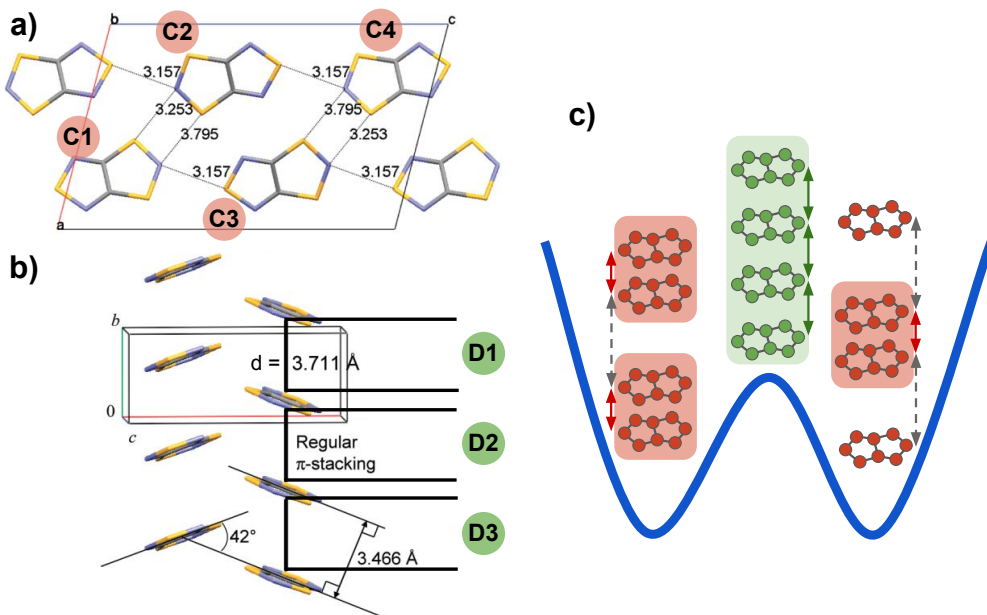 a)
b
C2
C4
c
3.157
3.157
3.253
3.795
3.795
3.253
C1
3.157
3.157
a
C3
b)
b
d = 3.711 Å
D1
0
c
Regular
π-stacking
D2
42°
3.466 Å
D3
c)